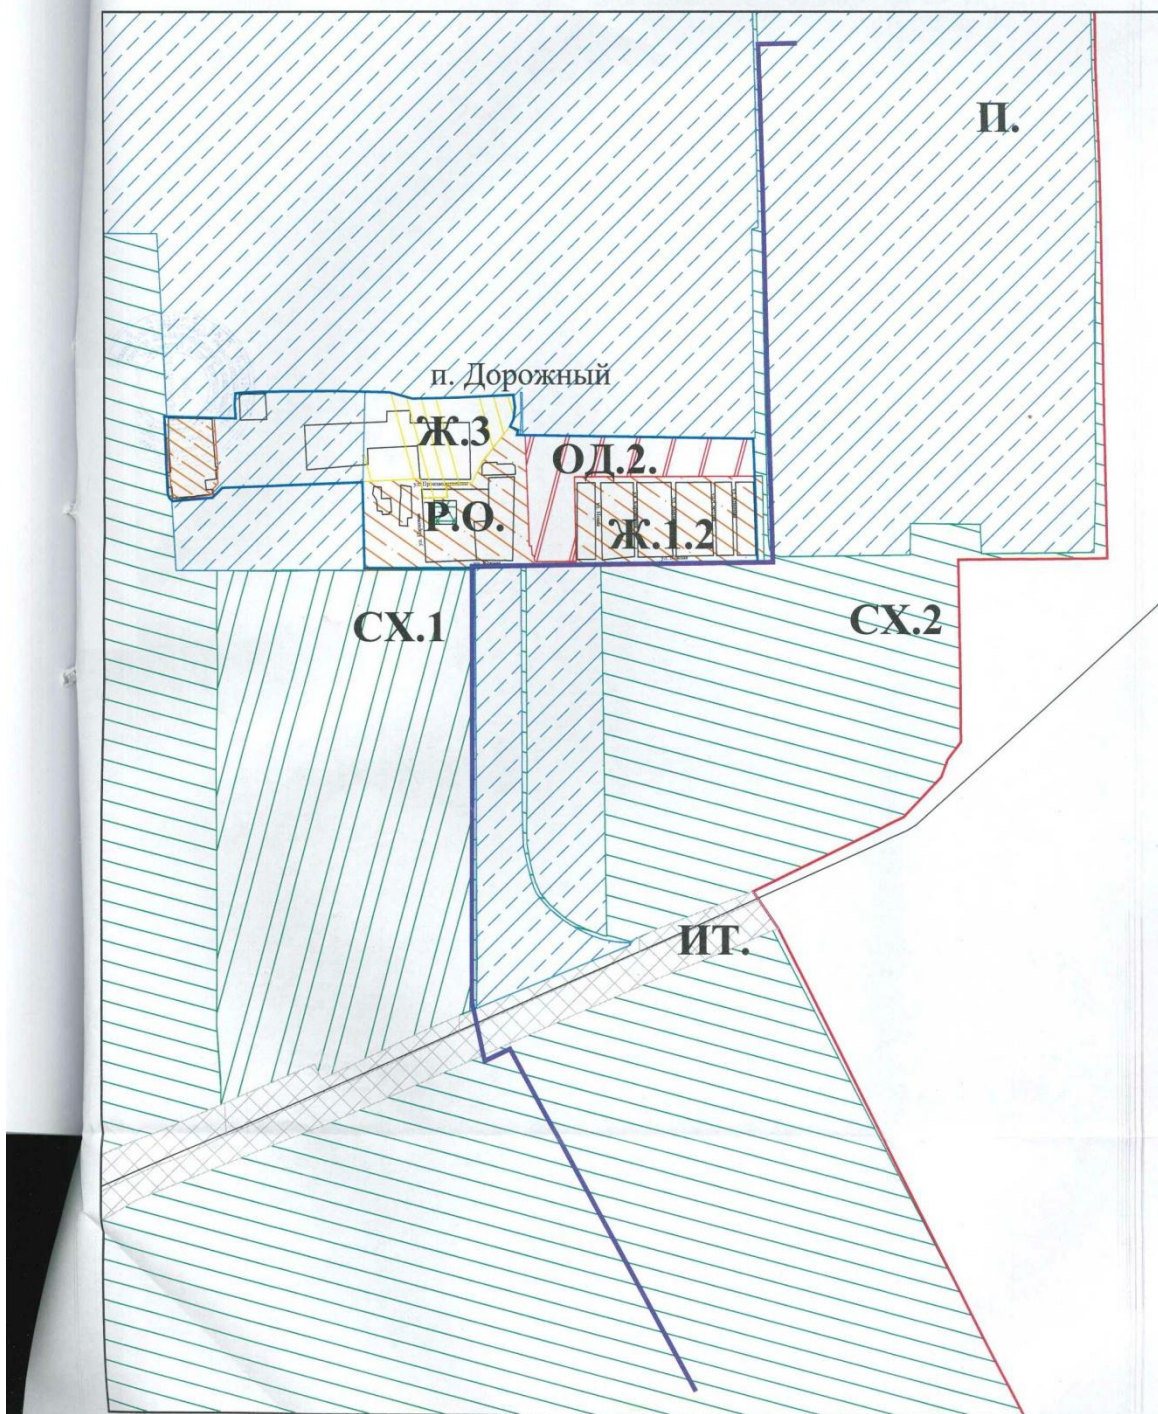 П.
п. Дорожный
Ж.3
ОД.2.
Р.О.
Ж.1.2
СХ.1
СХ.2
ИТ.